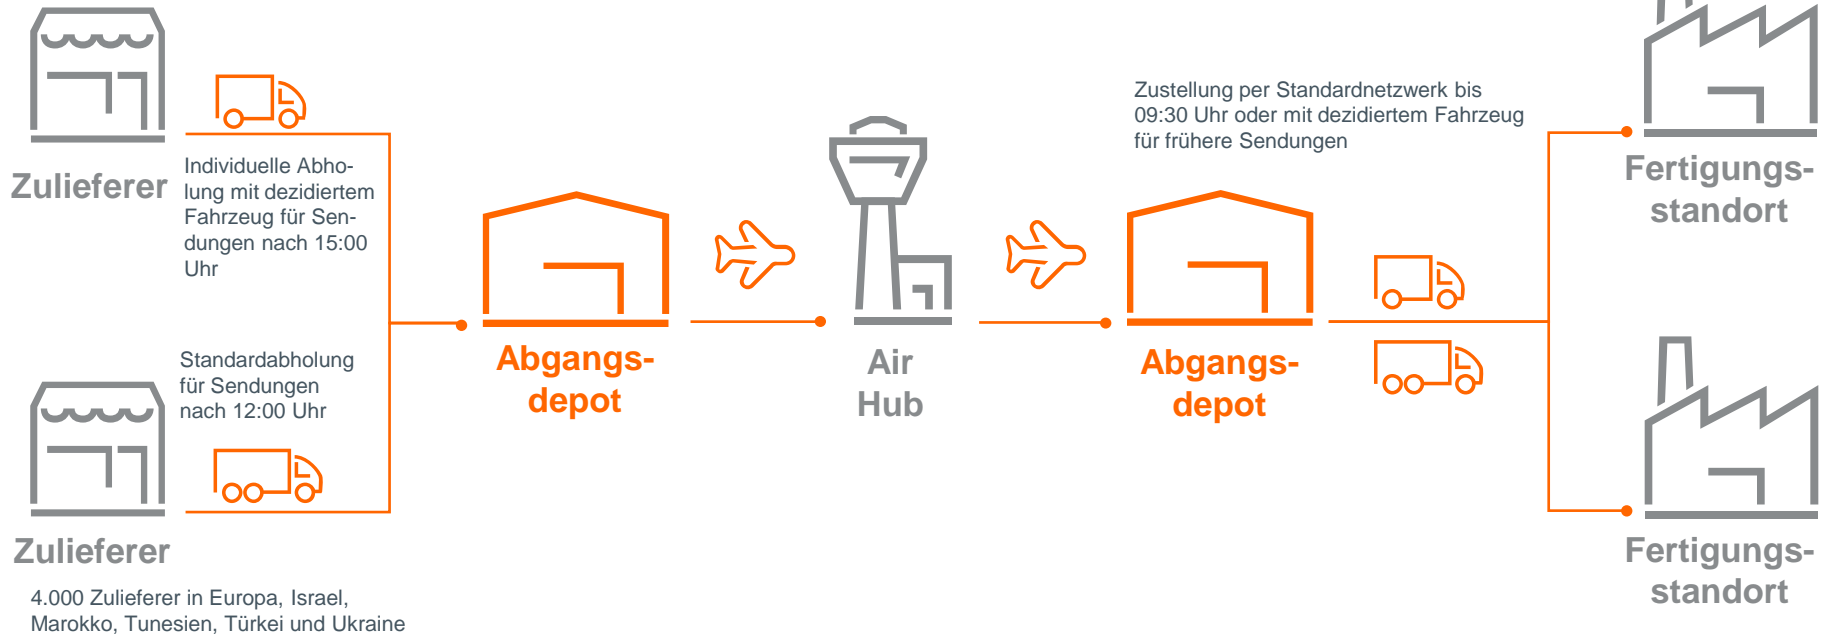 Zulieferer
Individuelle Abho-
lung mit dezidiertem
Fahrzeug für Sen-
dungen nach 15:00
Uhr
Standardabholung
für Sendungen
nach 12:00 Uhr
Zulieferer
4.000 Zulieferer in Europa, Israel,
Marokko, Tunesien, Türkei und Ukraine
Abgangs-
depot
Air
Hub
Abgangs-
depot
Zustellung per Standardnetzwerk bis
09:30 Uhr oder mit dezidiertem Fahrzeug
für frühere Sendungen
Fertigungs-
standort
Fertigungs-
standort